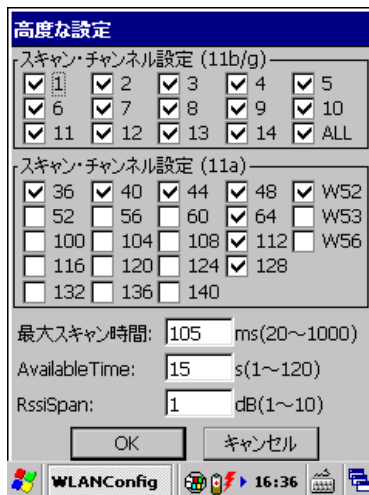 高度な設定
スキャン・チャンネル設定 (11b/g)
1 2 3 4 5
6 7 8 9 10
11 12 13 14 ALL
スキャン・チャンネル設定 (11a)
36 40 44 48 W52
52 56 60 64 W53
100 104 108 112 W56
116 120 124 128
132 136 140
最大スキャン時間: 105 ms(20～1000)
AvailableTime: 15 s(1～120)
RssiSpan: 1 dB(1～10)
OK キャンセル
WLANConfig 16:36